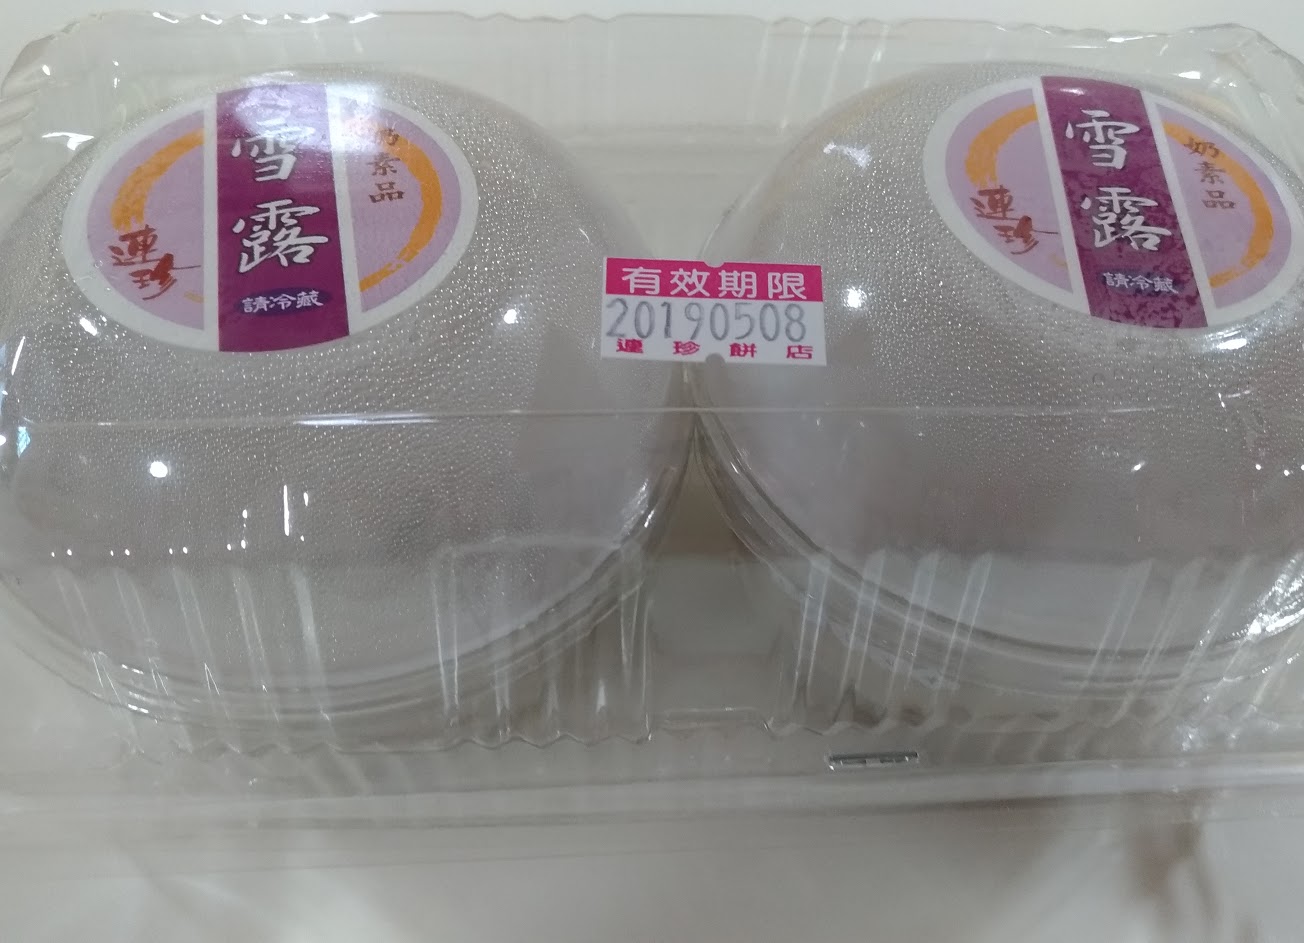 雪露
請冷藏
奶素品
連珍
有效期限
20190508
連珍餅店
雪露
請冷藏
奶素品
連珍